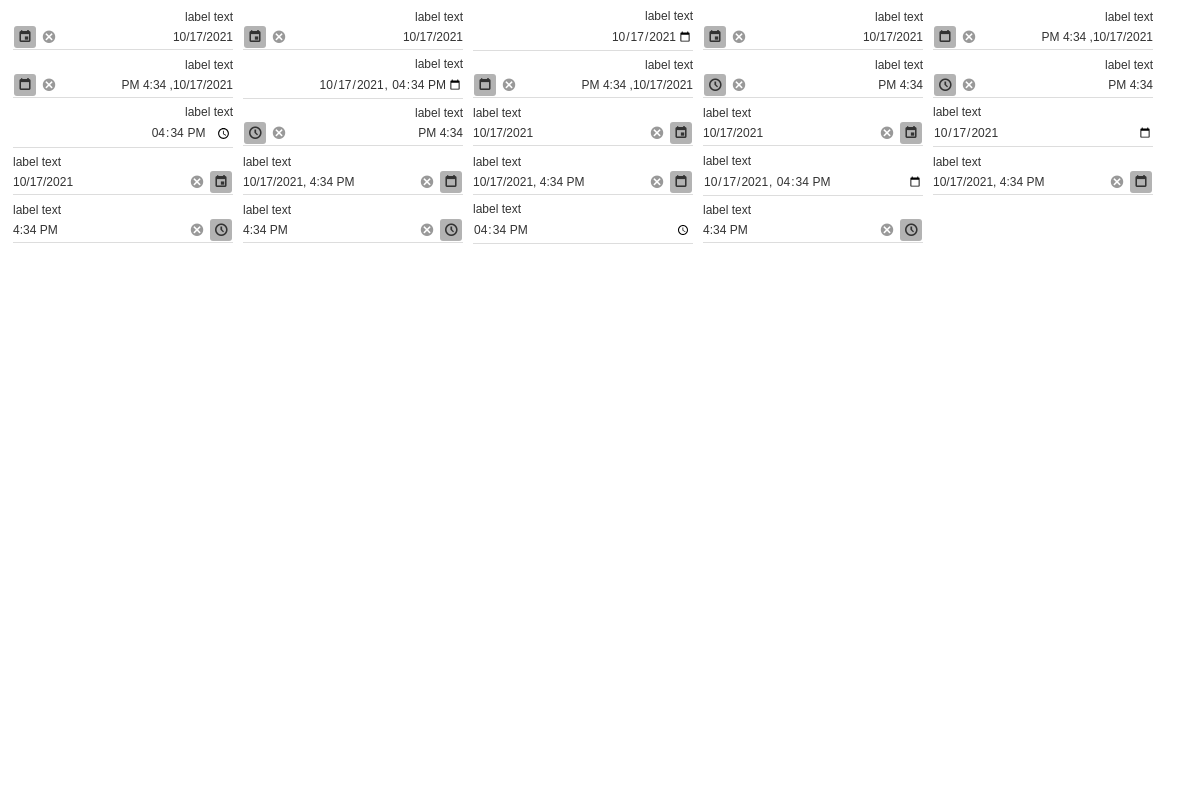 label text
label text
label text
label text
label text
10/17/2021
10/17/2021
10/17/2021
10/17/2021
PM 4:34 ,10/17/2021
label text
label text
label text
label text
label text
PM 4:34 ,10/17/2021
10/17/2021, 04:34 PM
PM 4:34 ,10/17/2021
PM 4:34
PM 4:34
label text
label text
label text
label text
label text
04:34 PM
PM 4:34
10/17/2021
10/17/2021
10/17/2021
label text
label text
label text
label text
label text
10/17/2021
10/17/2021, 4:34 PM
10/17/2021, 4:34 PM
10/17/2021, 04:34 PM
10/17/2021, 4:34 PM
label text
label text
label text
label text
4:34 PM
4:34 PM
04:34 PM
4:34 PM